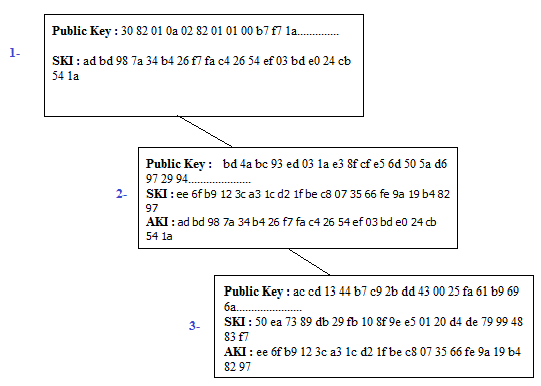 Public Key : 30 82 01 0a 02 82 01 01 00 b7 f7 1a..............
1-
SKI : ad bd 98 7a 34 b4 26 f7 fa c4 26 54 ef 03 bd e0 24 cb
54 1a
Public Key : bd 4a bc 93 ed 03 1a e3 8f cf e5 6d 50 5a d6
97 29 94.....................
2-
SKI : ee 6f b9 12 3c a3 1c d2 1f be c8 07 35 66 fe 9a 19 b4 82
97
AKI : ad bd 98 7a 34 b4 26 f7 fa c4 26 54 ef 03 bd e0 24 cb
54 1a
Public Key : ac cd 13 44 b7 c9 2b dd 43 00 25 fa 61 b9 69
6a......................
3-
SKI : 50 ea 73 89 db 29 fb 10 8f 9e e5 01 20 d4 de 79 99 48
83 f7
AKI : ee 6f b9 12 3c a3 1c d2 1f be c8 07 35 66 fe 9a 19 b4
82 97